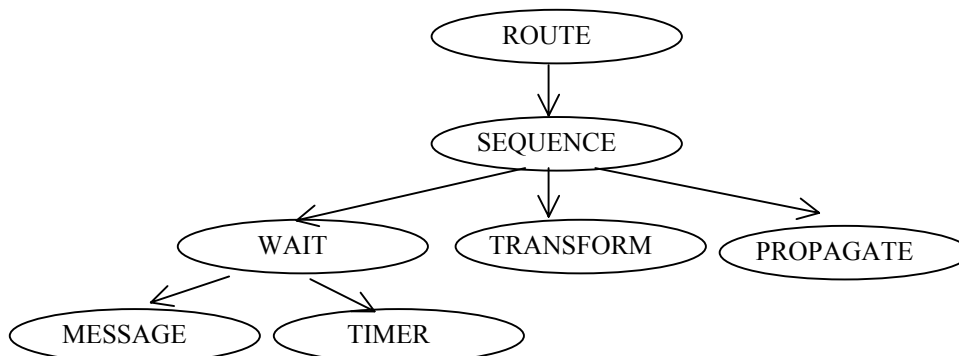 ROUTE
SEQUENCE
WAIT
TRANSFORM
PROPAGATE
MESSAGE
TIMER